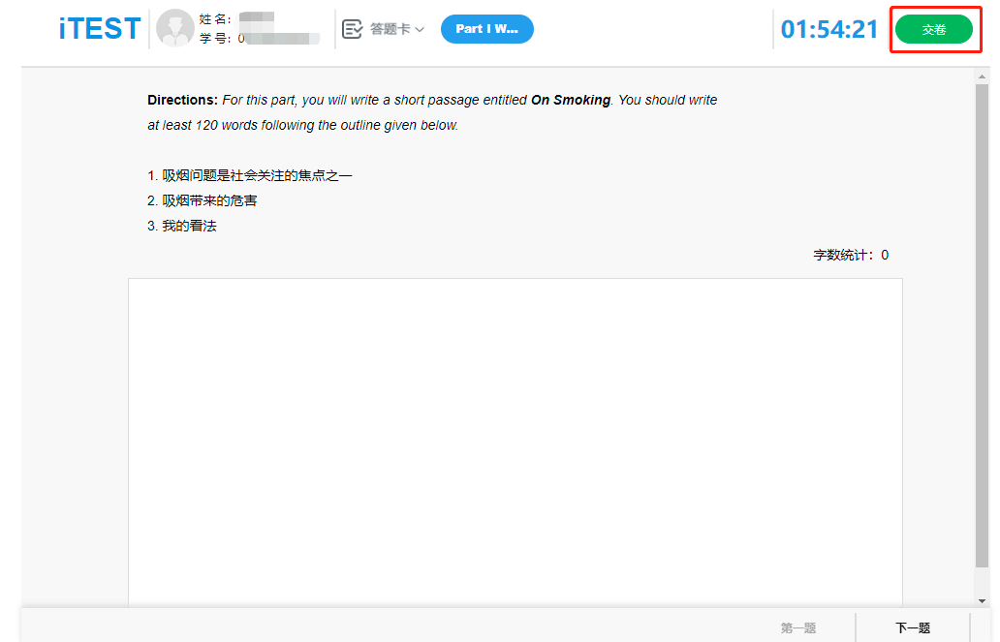 iTEST
姓 名：
学 号：0
答题卡
Part I W...
01:54:21
交卷
Directions: For this part, you will write a short passage entitled On Smoking. You should write
at least 120 words following the outline given below.
1. 吸烟问题是社会关注的焦点之一
2. 吸烟带来的危害
3. 我的看法
字数统计：0
第一题
下一题